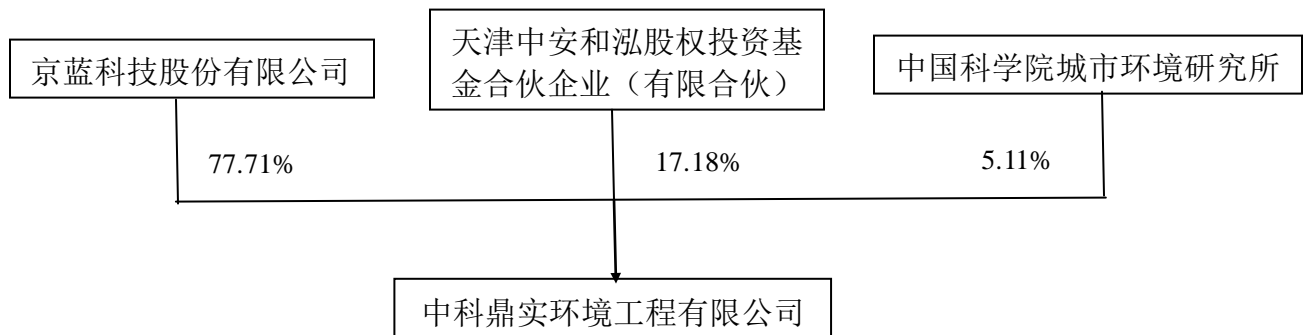 京蓝科技股份有限公司
天津中安和泓股权投资基
金合伙企业（有限合伙）
中国科学院城市环境研究所
77.71%
17.18%
5.11%
中科鼎实环境工程有限公司